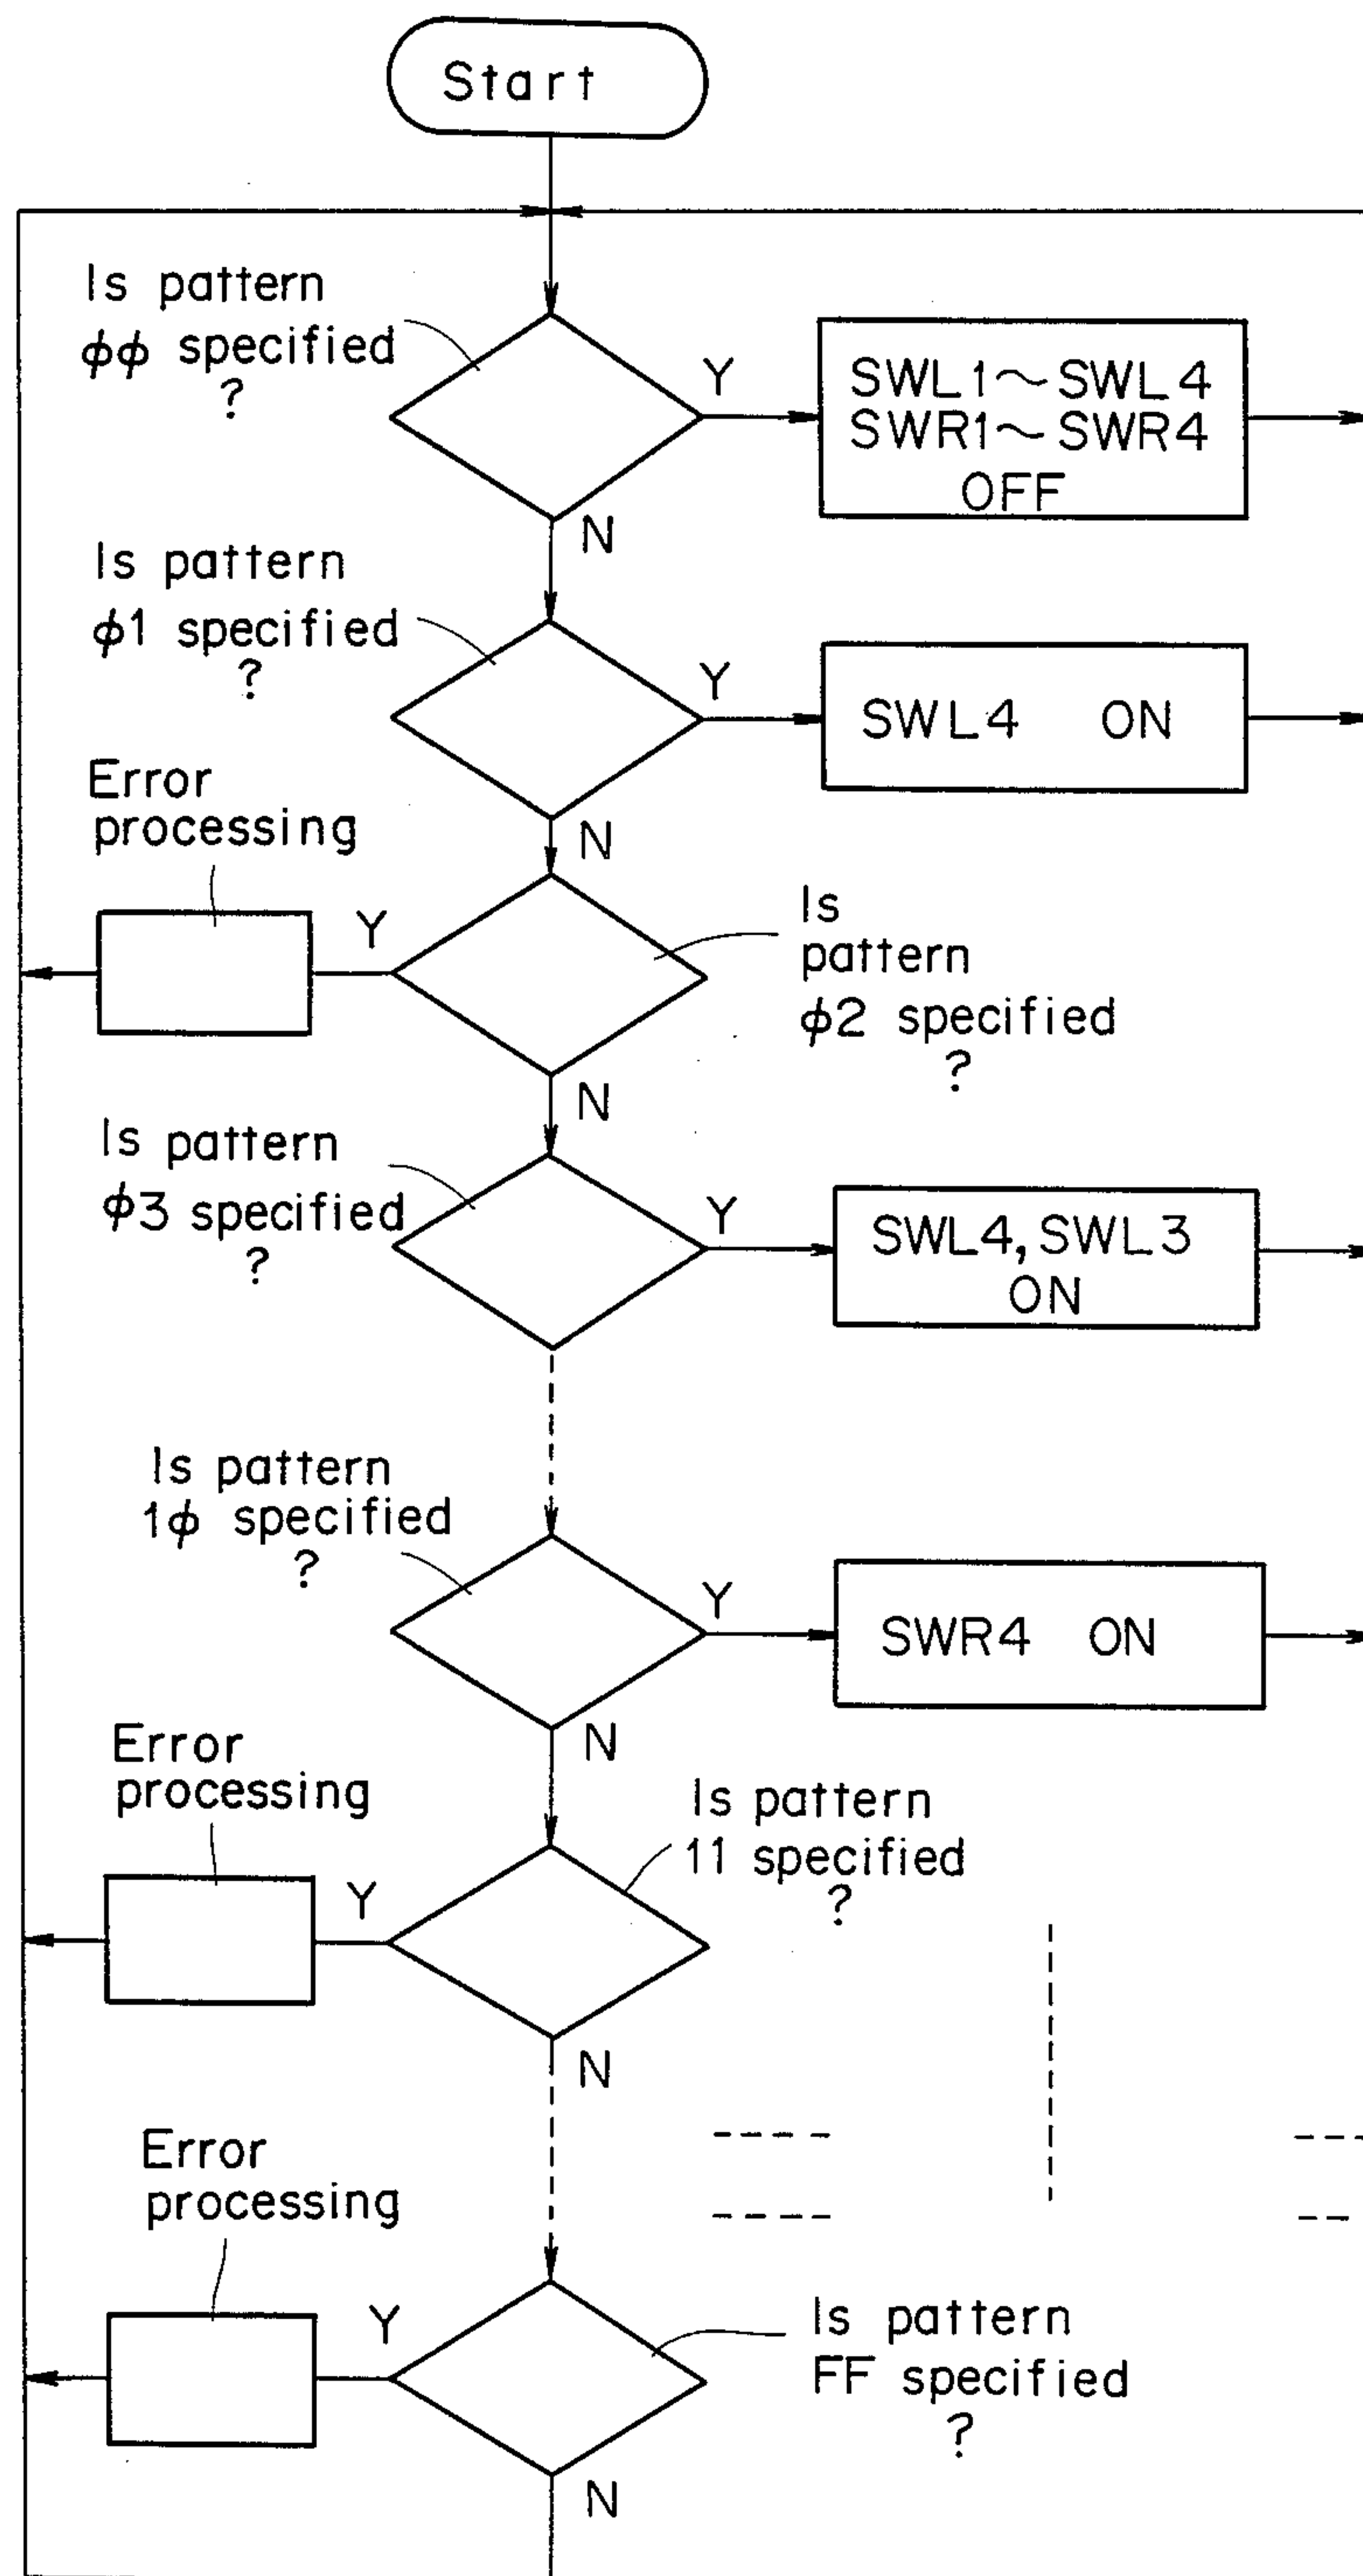 Start
Is pattern
φφ specified
?
Y
SWL1~SWL4
SWR1~SWR4
OFF
N
Is pattern
φ1 specified
?
Y
SWL4 ON
N
Error
processing
Y
Is
pattern
φ2 specified
?
N
Is pattern
φ3 specified
?
Y
SWL4, SWL3
ON
Is pattern
1φ specified
?
Y
SWR4 ON
N
Error
processing
Y
Is pattern
11 specified
?
N
Error
processing
Y
Is pattern
FF specified
?
N